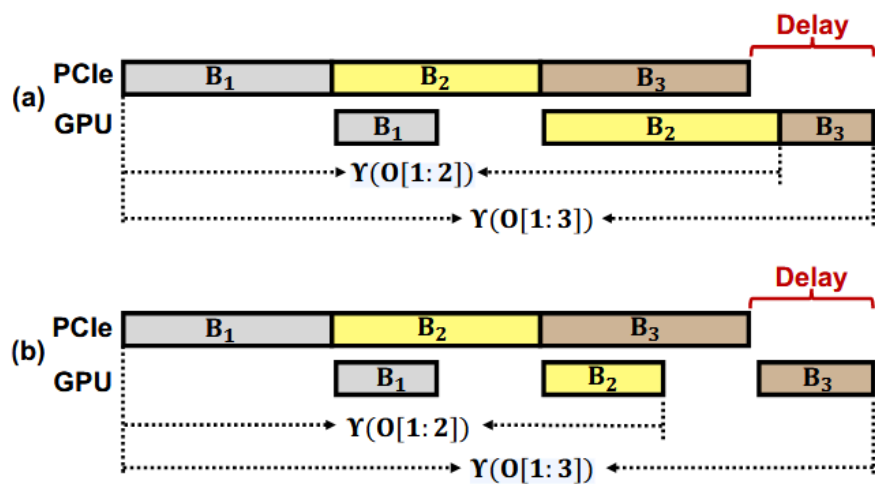 Delay
PCIe B₁ B₂ B₃
(a)
GPU B₁ B₂ B₃
ϒ(O[1: 2])
ϒ(O[1: 3])
Delay
PCIe B₁ B₂ B₃
(b)
GPU B₁ B₂ B₃
ϒ(O[1: 2])
ϒ(O[1: 3])